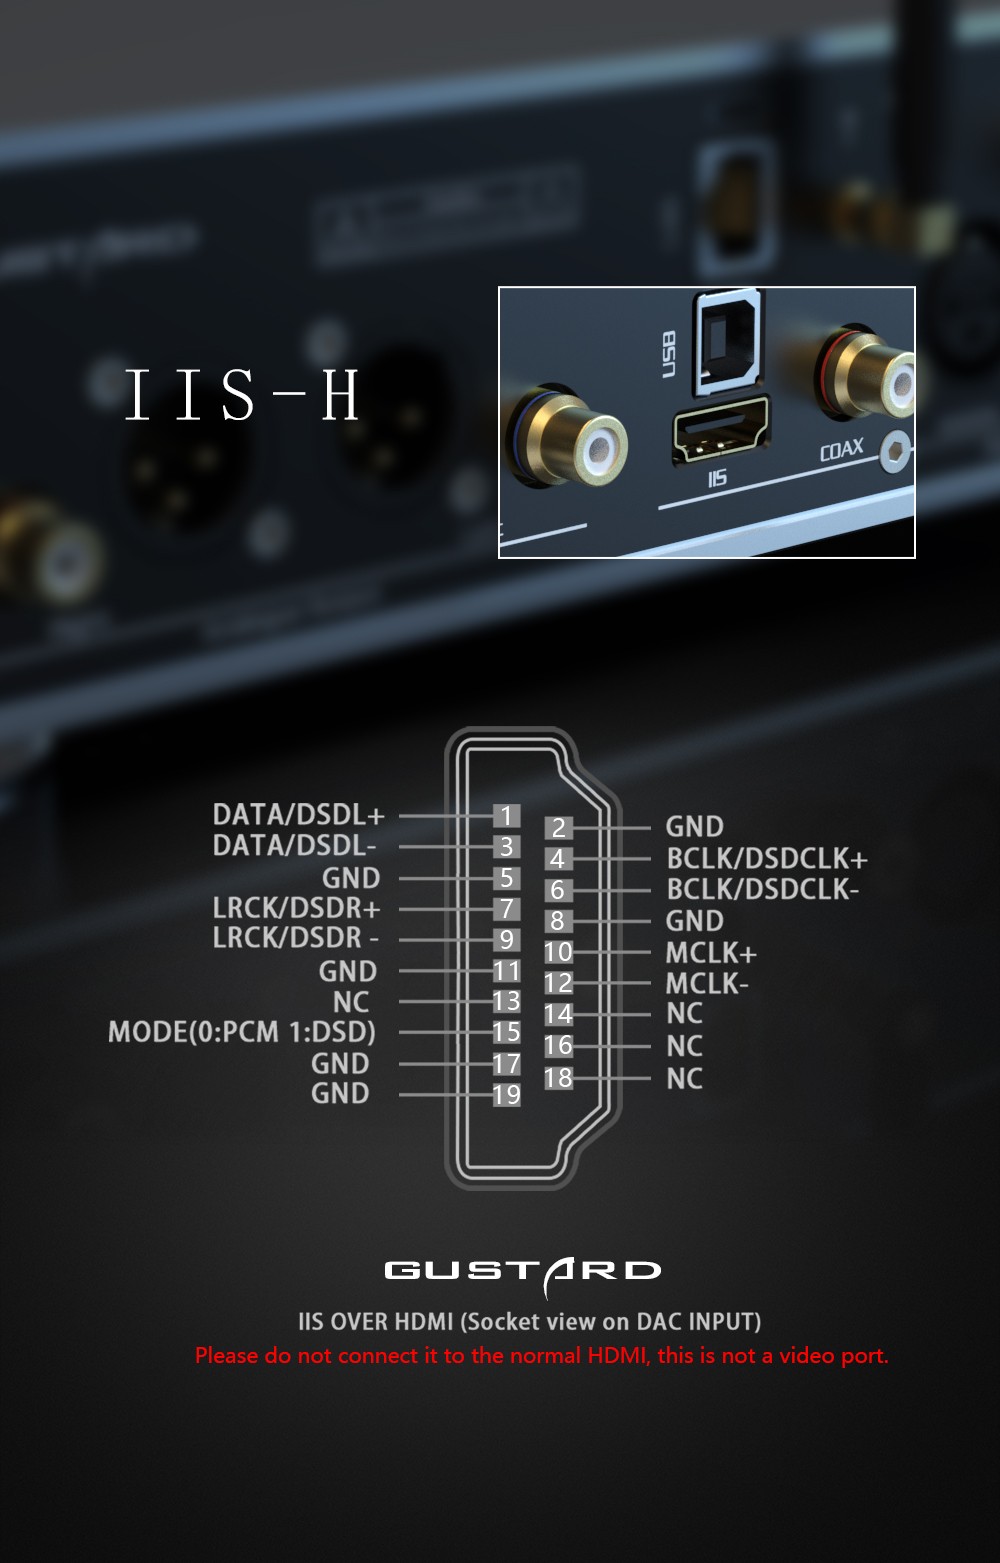 IIS-H
USB
IIS
COAX
DATA/DSDL+ 1
2 GND
DATA/DSDL- 3
4 BCLK/DSDCLK+
GND 5
6 BCLK/DSDCLK-
LRCK/DSDR+ 7
8 GND
LRCK/DSDR - 9
10 MCLK+
GND 11
12 MCLK-
NC 13
14 NC
MODE(0:PCM 1:DSD) 15
16 NC
GND 17
18 NC
GND 19
GUSTARD
IIS OVER HDMI (Socket view on DAC INPUT)
Please do not connect it to the normal HDMI, this is not a video port.